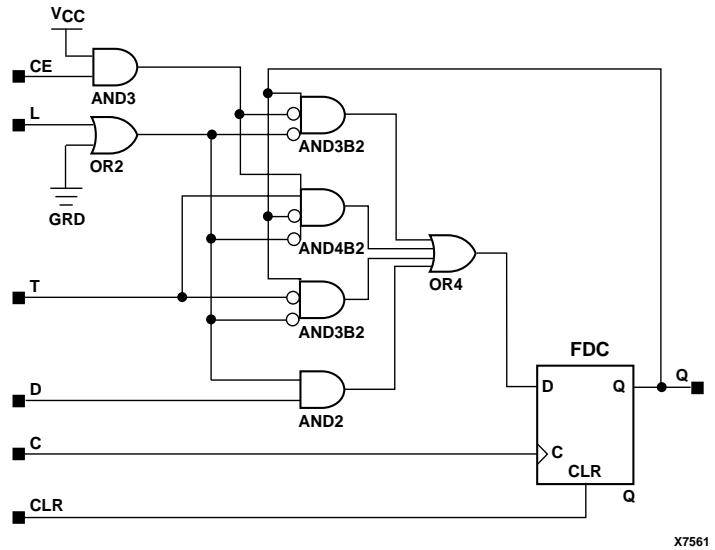 VCC
CE
AND3
L
OR2
GRD
AND3B2
AND4B2
OR4
T
AND3B2
FDC
D
Q
Q
D
AND2
C
C
CLR
CLR
Q
X7561